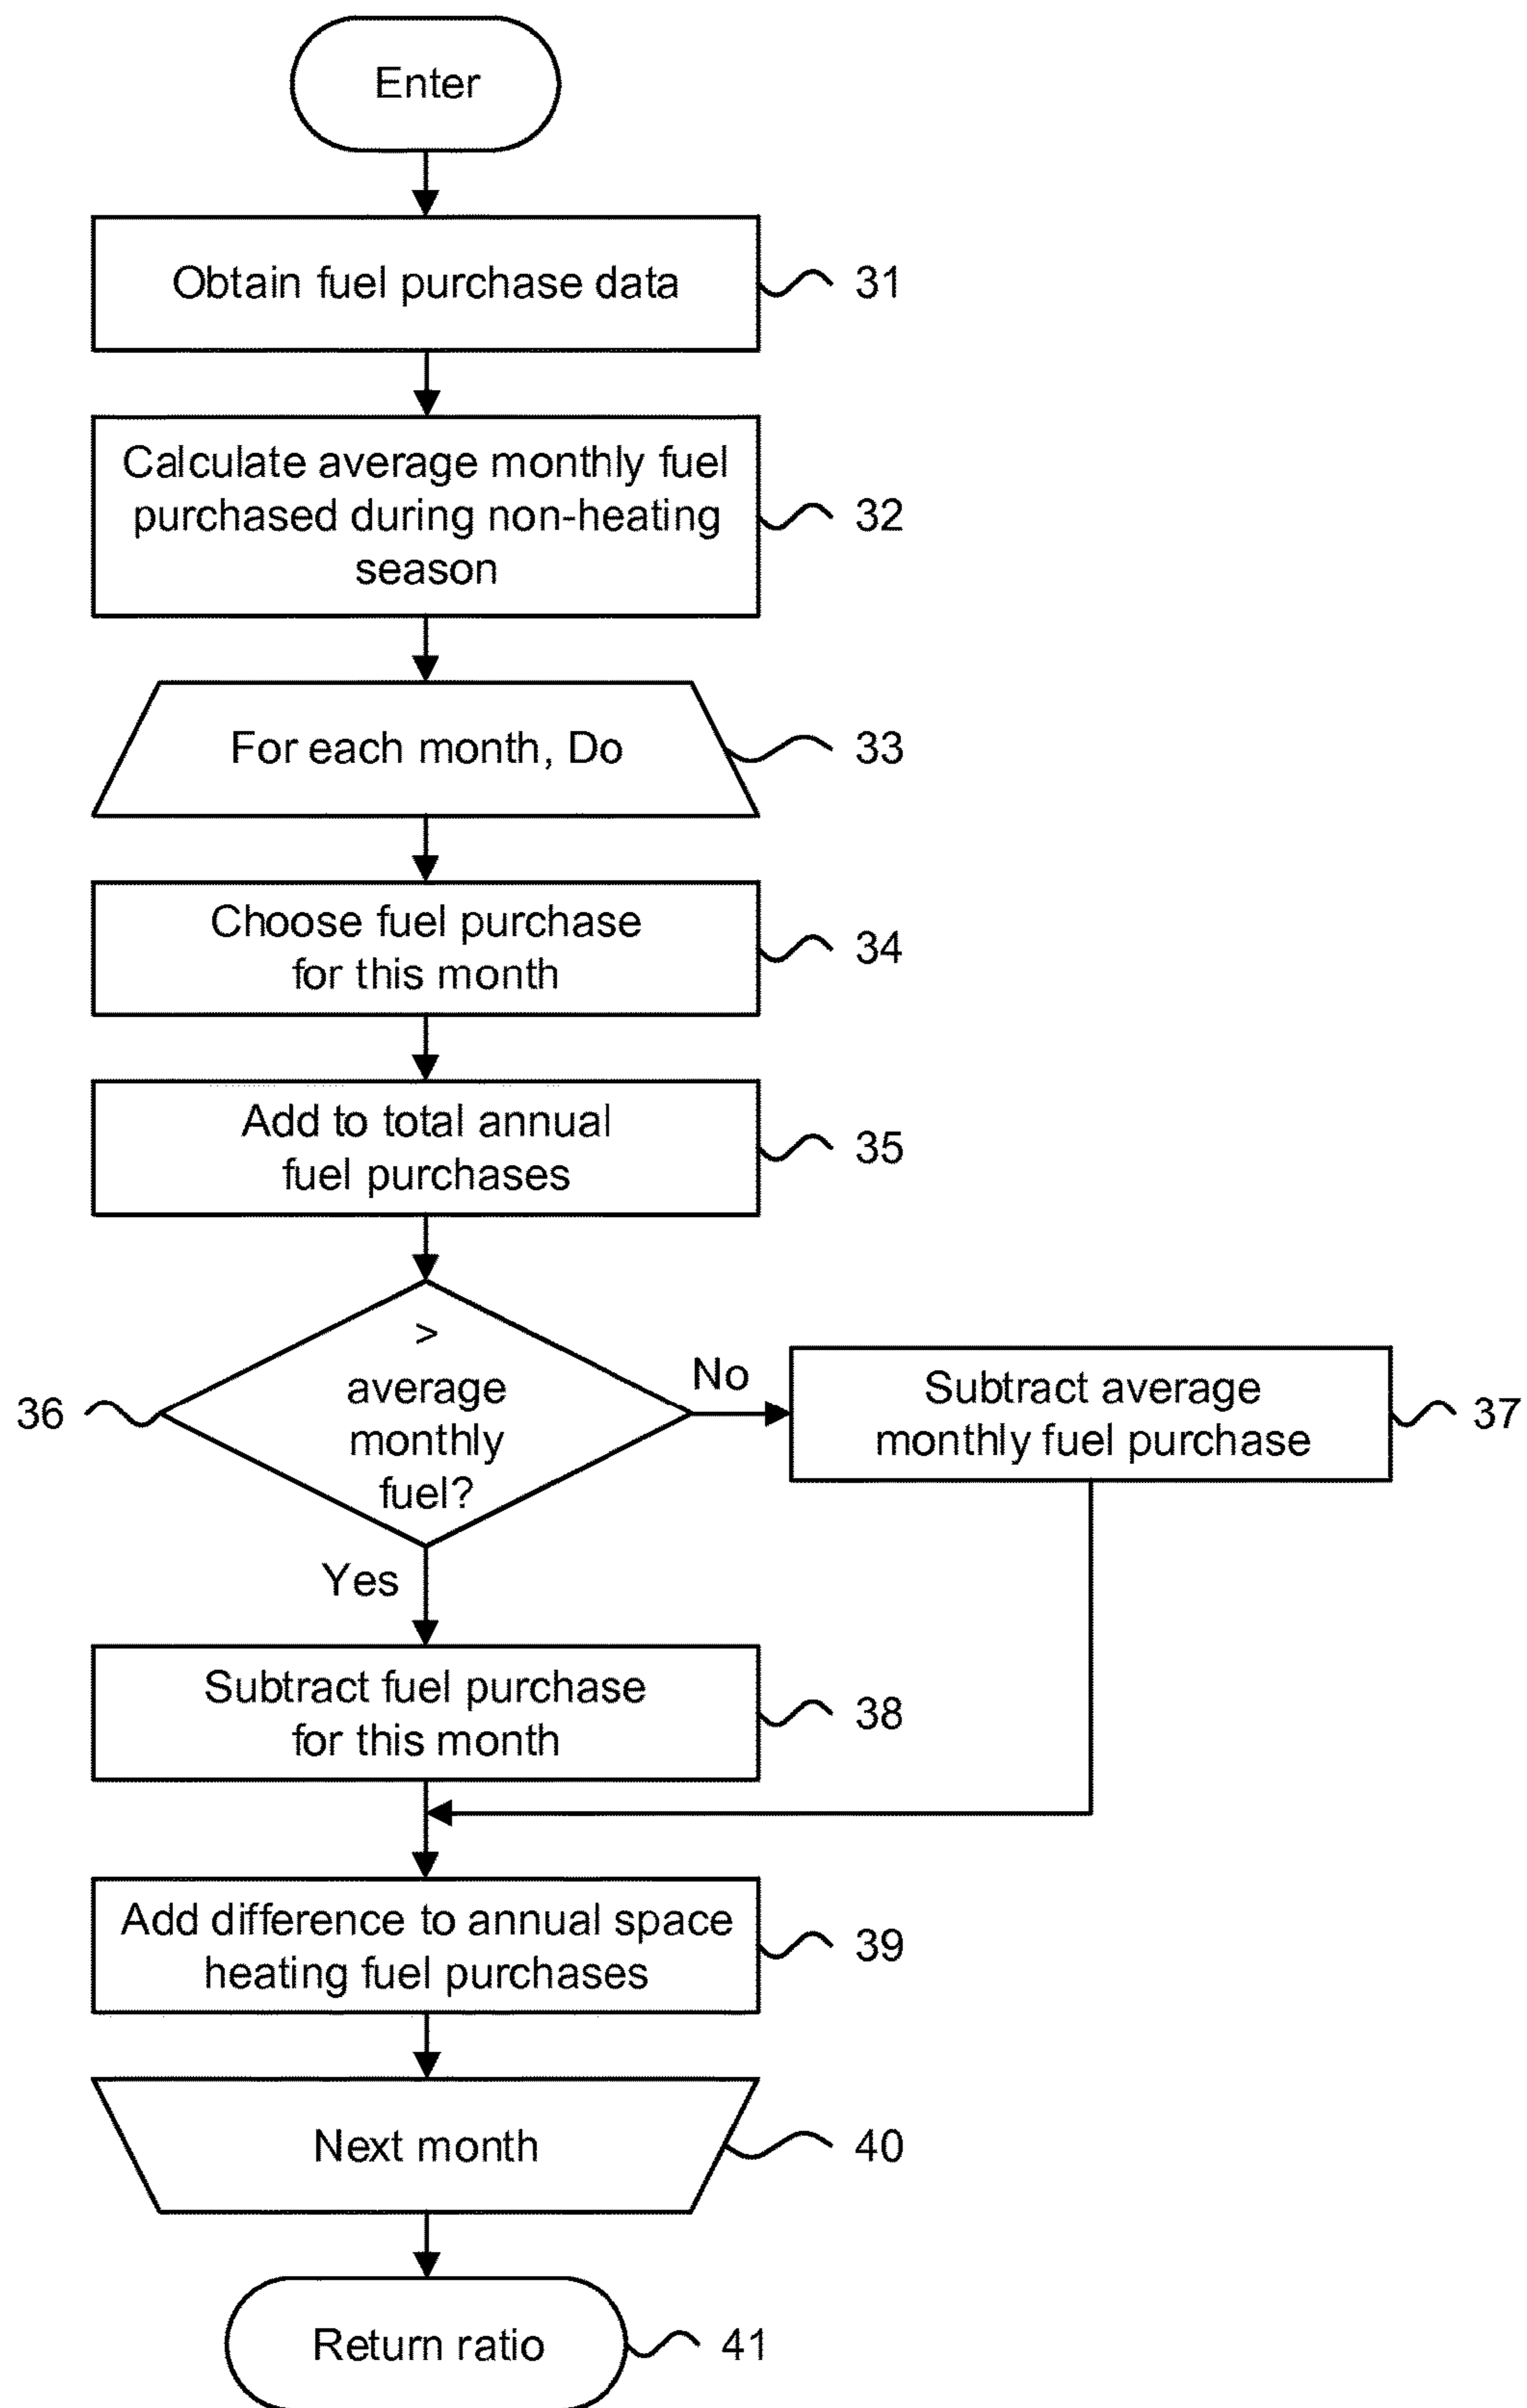 Enter
Obtain fuel purchase data
31
Calculate average monthly fuel
purchased during non-heating
season
32
For each month, Do
33
Choose fuel purchase
for this month
34
Add to total annual
fuel purchases
35
>
average
monthly
fuel?
36
No
Subtract average
monthly fuel purchase
37
Yes
Subtract fuel purchase
for this month
38
Add difference to annual space
heating fuel purchases
39
Next month
40
Return ratio
41